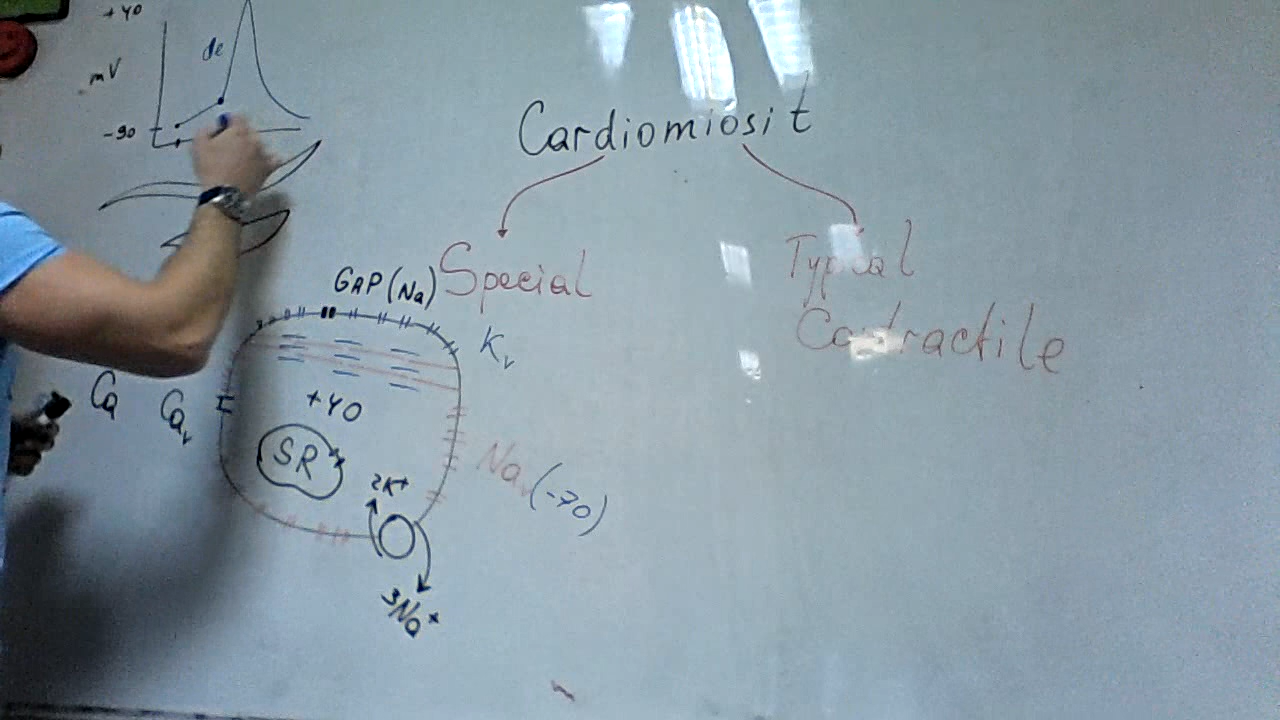 +40
de
mV
-90
Cardiomiosit
Special
Typical
Contractile
GAP (Na)
Kv
Ca
Cav
+40
SR
Nav (-70)
2K+
3Na+